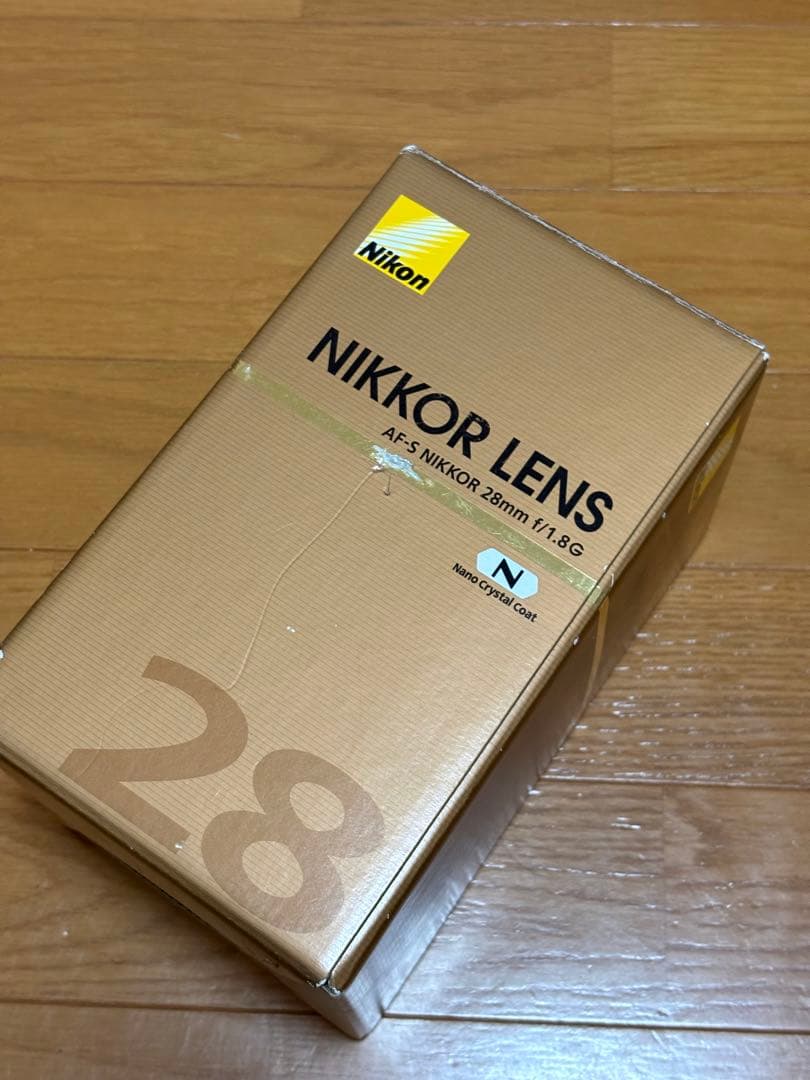 Nikon
NIKKOR LENS
AF-S NIKKOR 28mm f/1.8G
N
Nano Crystal Coat
28